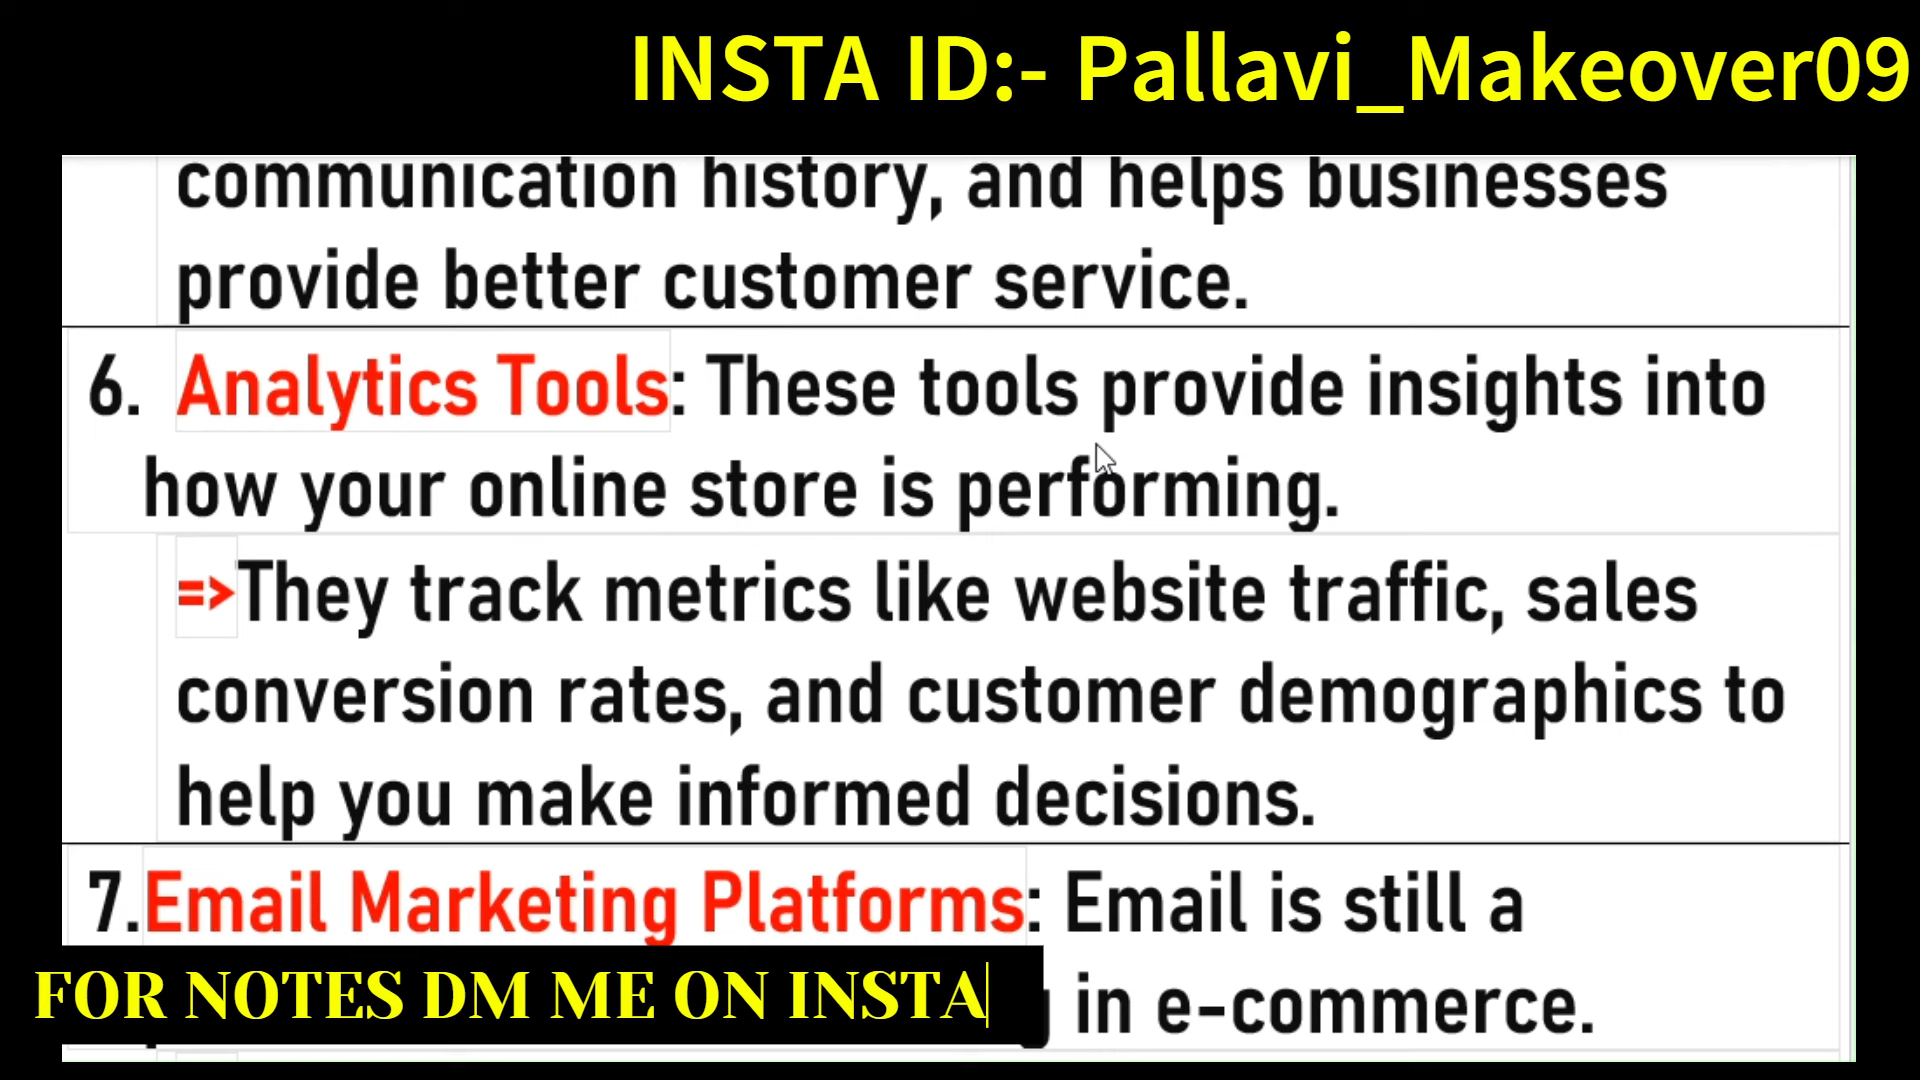 INSTA ID:- Pallavi_Makeover09
communication history, and helps businesses
provide better customer service.
6. Analytics Tools: These tools provide insights into
how your online store is performing.
=>They track metrics like website traffic, sales
conversion rates, and customer demographics to
help you make informed decisions.
7.Email Marketing Platforms: Email is still a
in e-commerce.
FOR NOTES DM ME ON INSTA